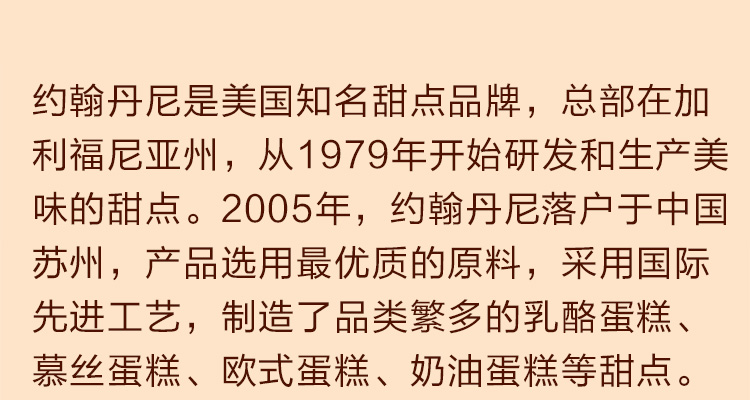 约翰丹尼是美国知名甜点品牌，总部在加
利福尼亚州，从1979年开始研发和生产美
味的甜点。2005年，约翰丹尼落户于中国
苏州，产品选用最优质的原料，采用国际
先进工艺，制造了品类繁多的乳酪蛋糕、
慕丝蛋糕、欧式蛋糕、奶油蛋糕等甜点。